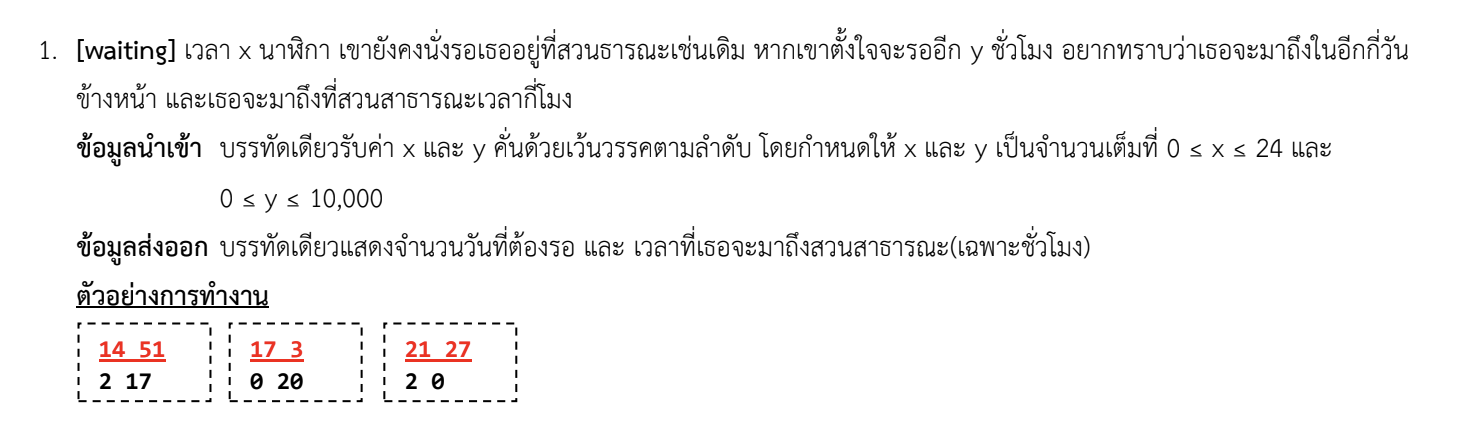 1. [waiting] เวลา x นาฬิกา เขายังคงนั่งรอเธออยู่ที่สวนธารณะเช่นเดิม หากเขาตั้งใจจะรออีก y ชั่วโมง อยากทราบว่าเธอจะมาถึงในอีกกี่วัน
ข้างหน้า และเธอจะมาถึงที่สวนสาธารณะเวลากี่โมง
ข้อมูลนำเข้า บรรทัดเดียวรับค่า x และ y คั่นด้วยเว้นวรรคตามลำดับ โดยกำหนดให้ x และ y เป็นจำนวนเต็มที่ 0 ≤ x ≤ 24 และ
0 ≤ y ≤ 10,000
ข้อมูลส่งออก บรรทัดเดียวแสดงจำนวนวันที่ต้องรอ และ เวลาที่เธอจะมาถึงสวนสาธารณะ(เฉพาะชั่วโมง)
ตัวอย่างการทำงาน
14 51
2 17
17 3
0 20
21 27
2 0